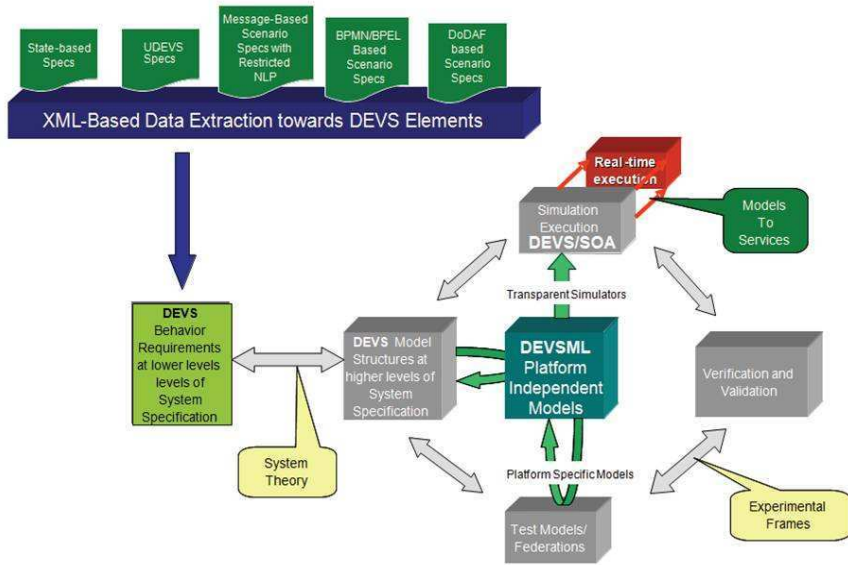 State-based
Specs
UDEVS
Specs
Message-Based
Scenario
Specs with
Restricted
NLP
BPMN/BPEL
Based
Scenario
Specs
DoDAF
based
Scenario
Specs
XML-Based Data Extraction towards DEVS Elements
Real -time
execution
Simulation
Execution
DEVS/SOA
Models
To
Services
Transparent Simulators
DEVS
Behavior
Requirements
at lower levels
levels of
System
Specification
DEVS Model
Structures at
higher levels of
System
Specification
DEVSML
Platform
Independent
Models
Verification and
Validation
System
Theory
Platform Specific Models
Test Models/
Federations
Experimental
Frames